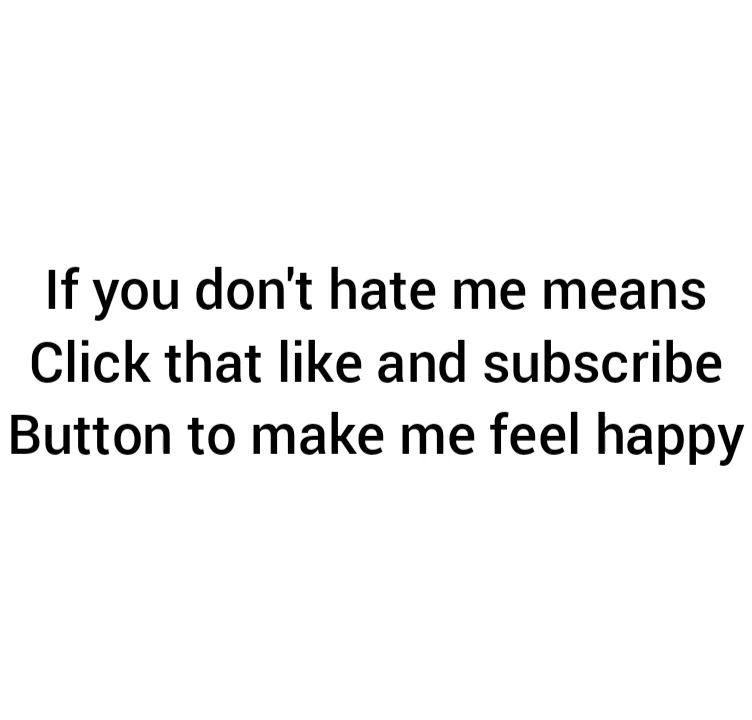 If you don't hate me means
Click that like and subscribe
Button to make me feel happy